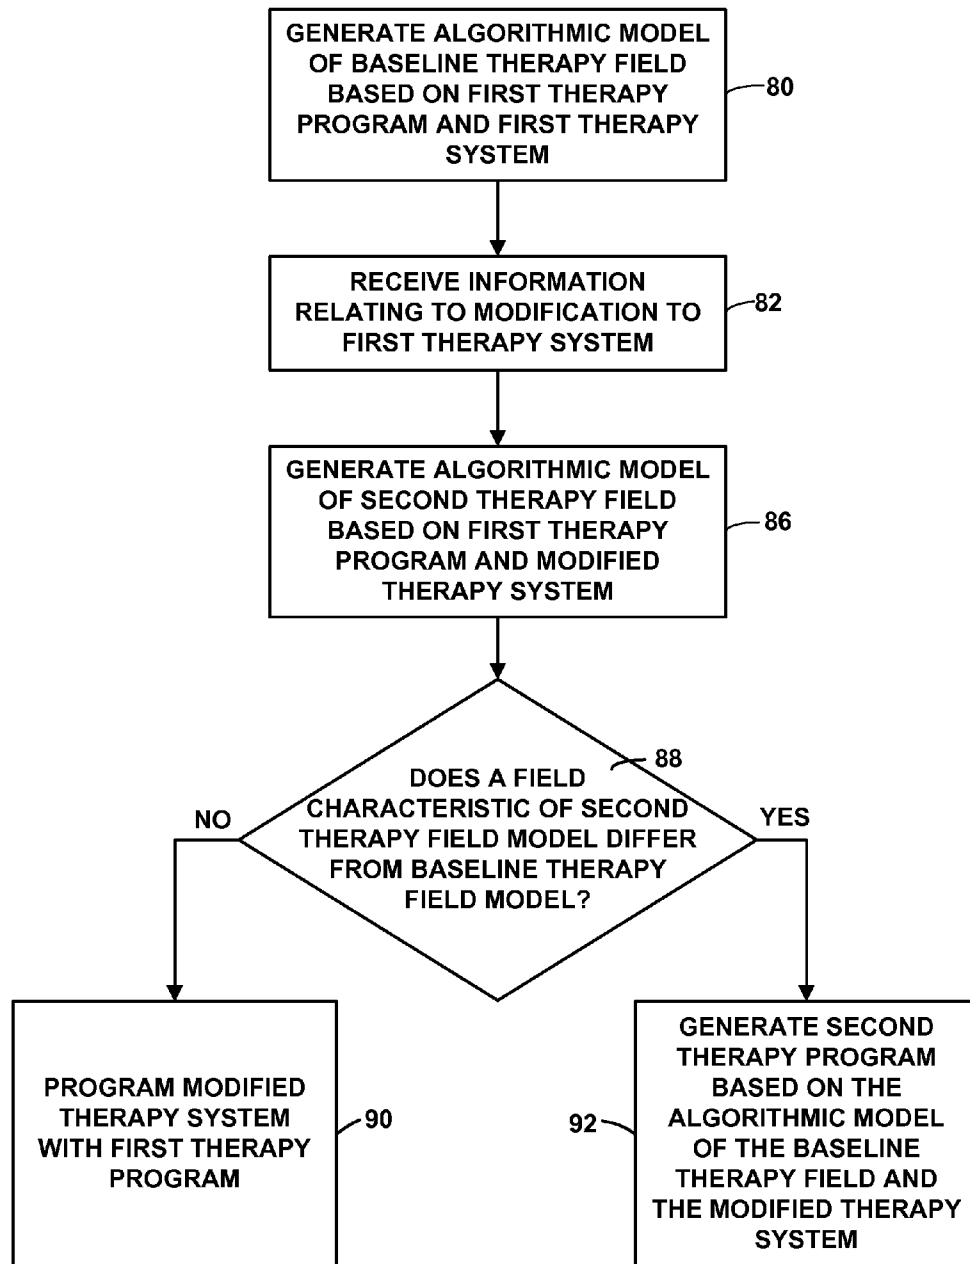 GENERATE ALGORITHMIC MODEL
OF BASELINE THERAPY FIELD
BASED ON FIRST THERAPY
PROGRAM AND FIRST THERAPY
SYSTEM
80
RECEIVE INFORMATION
RELATING TO MODIFICATION TO
FIRST THERAPY SYSTEM
82
GENERATE ALGORITHMIC MODEL
OF SECOND THERAPY FIELD
BASED ON FIRST THERAPY
PROGRAM AND MODIFIED
THERAPY SYSTEM
86
88
DOES A FIELD
CHARACTERISTIC OF SECOND
THERAPY FIELD MODEL DIFFER
FROM BASELINE THERAPY
FIELD MODEL?
NO
YES
PROGRAM MODIFIED
THERAPY SYSTEM
WITH FIRST THERAPY
PROGRAM
90
92
GENERATE SECOND
THERAPY PROGRAM
BASED ON THE
ALGORITHMIC MODEL
OF THE BASELINE
THERAPY FIELD AND
THE MODIFIED THERAPY
SYSTEM